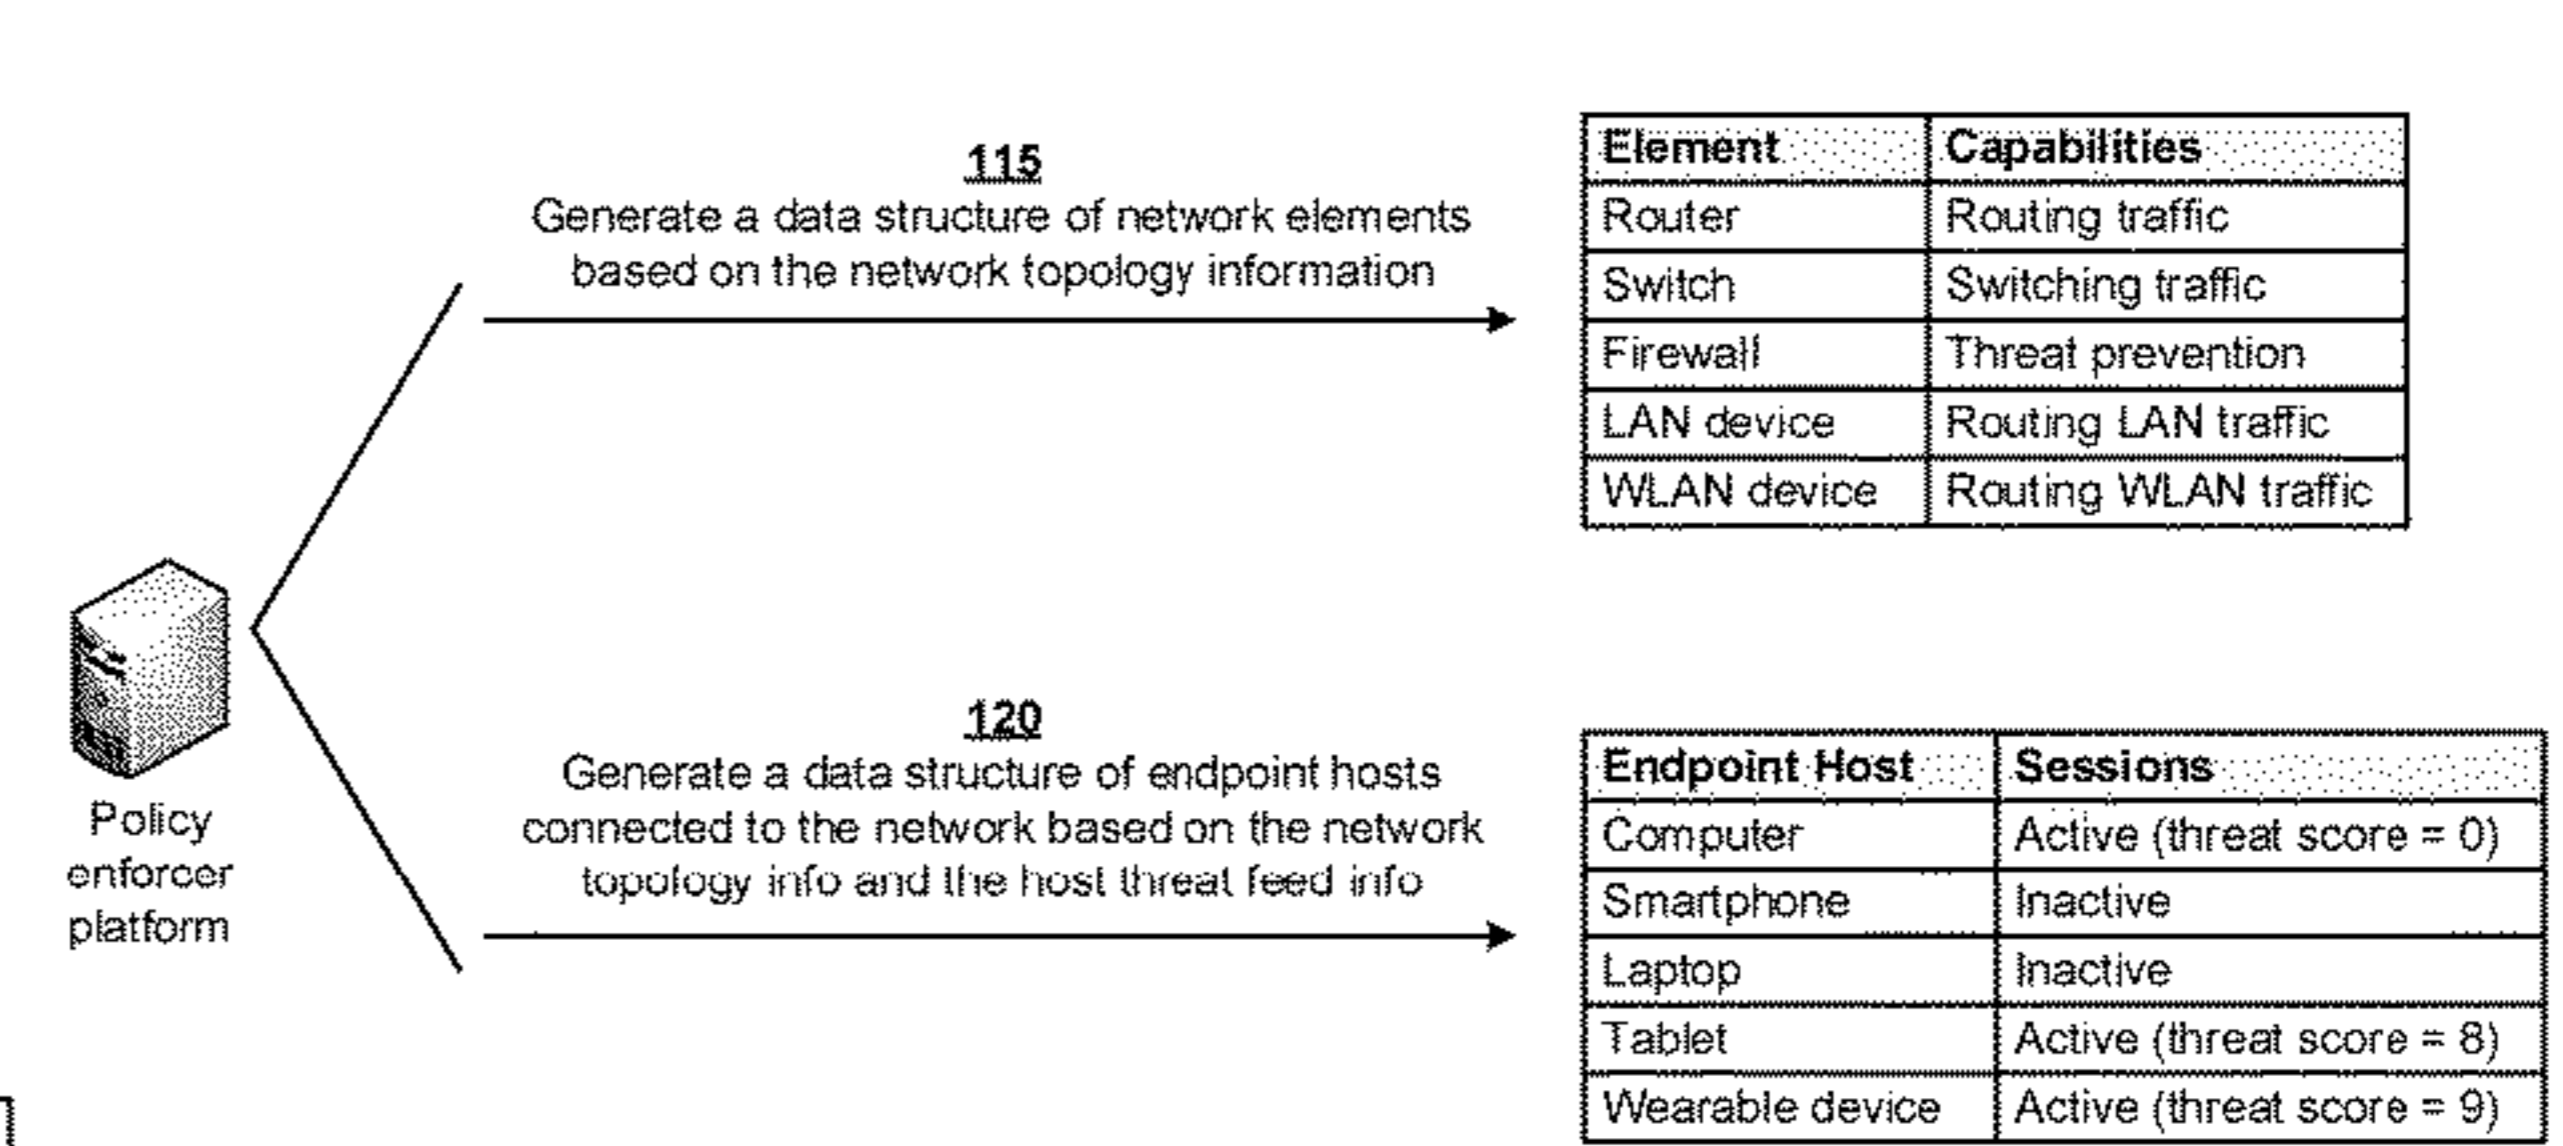 115
Generate a data structure of network elements
based on the network topology information
Element Capabilities
Router Routing traffic
Switch Switching traffic
Firewall Threat prevention
LAN device Routing LAN traffic
WLAN device Routing WLAN traffic
Policy
enforcer
platform
120
Generate a data structure of endpoint hosts
connected to the network based on the network
topology info and the host threat feed info
Endpoint Host Sessions
Computer Active (threat score = 0)
Smartphone Inactive
Laptop Inactive
Tablet Active (threat score = 8)
Wearable device Active (threat score = 9)